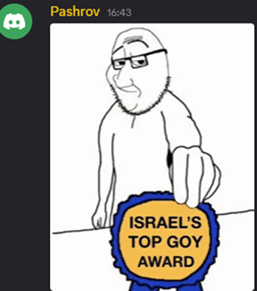 Pashrov 16:43
ISRAEL'S
TOP GOY
AWARD